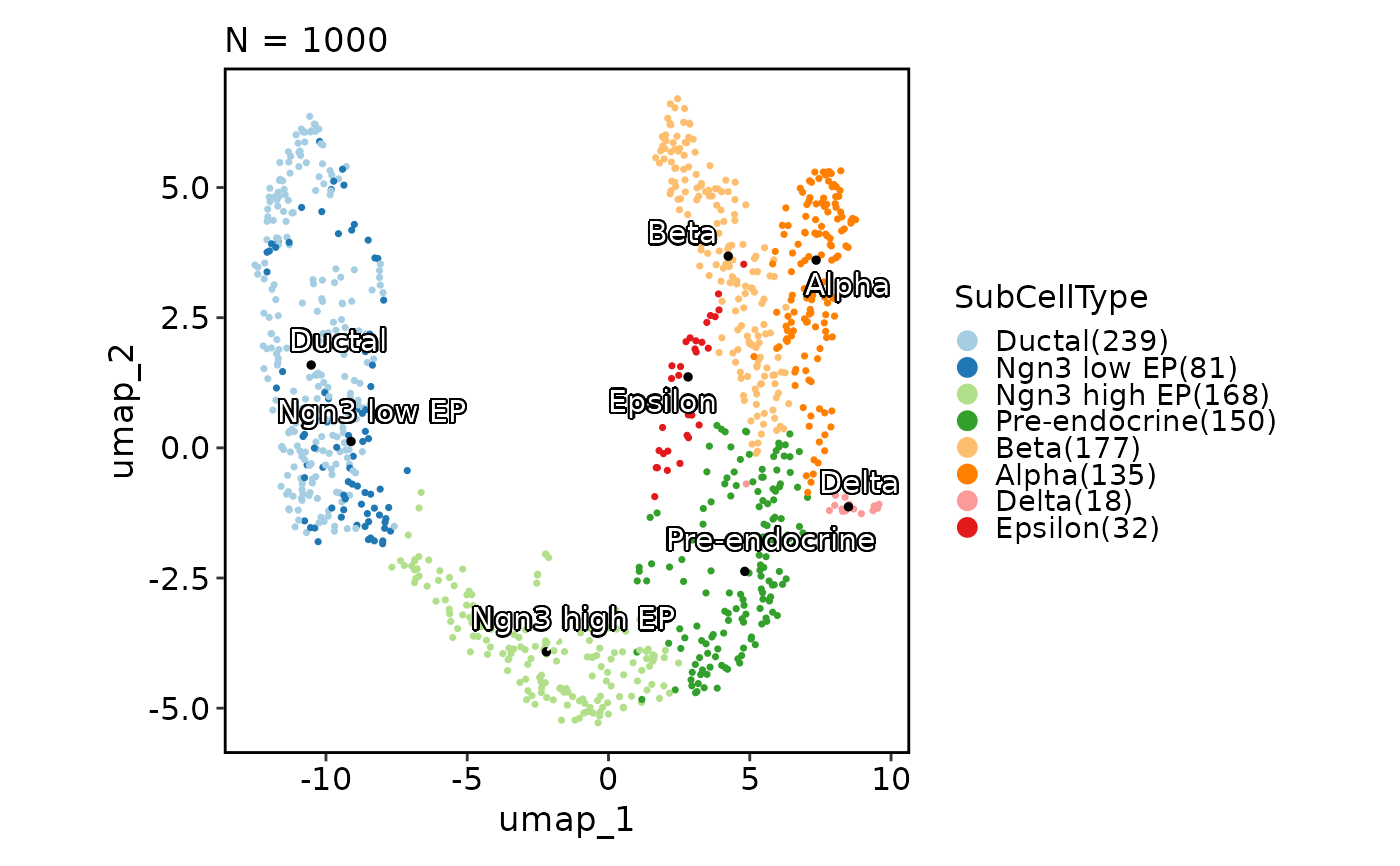 N = 1000
5.0
2.5
0.0
-2.5
-5.0
umap_2
Beta
Alpha
Ductal
Ngn3 low EP
Epsilon
Delta
Pre-endocrine
Ngn3 high EP
-10
-5
0
5
10
umap_1
SubCellType
Ductal(239)
Ngn3 low EP(81)
Ngn3 high EP(168)
Pre-endocrine(150)
Beta(177)
Alpha(135)
Delta(18)
Epsilon(32)